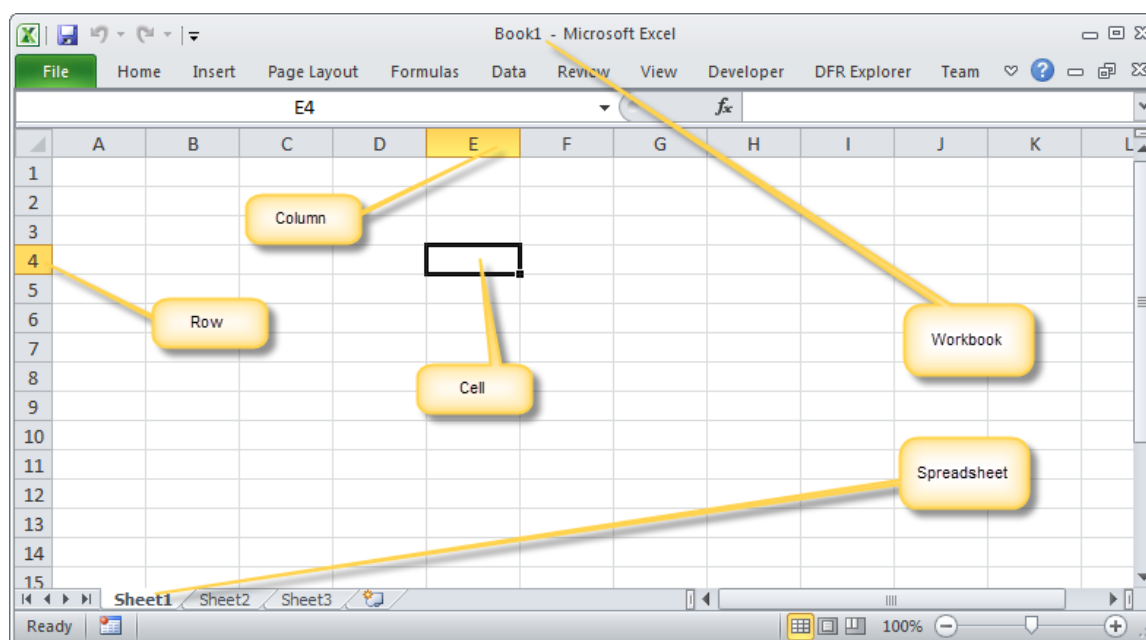 Book1 - Microsoft Excel
File Home Insert Page Layout Formulas Data Review View Developer DFR Explorer Team ?
E4 fx
A B C D E F G H I J K L
1
2
Column
3
4
5
6
Row
Workbook
7
8
Cell
9
10
11
Spreadsheet
12
13
14
15
Sheet1 Sheet2 Sheet3
Ready 100%